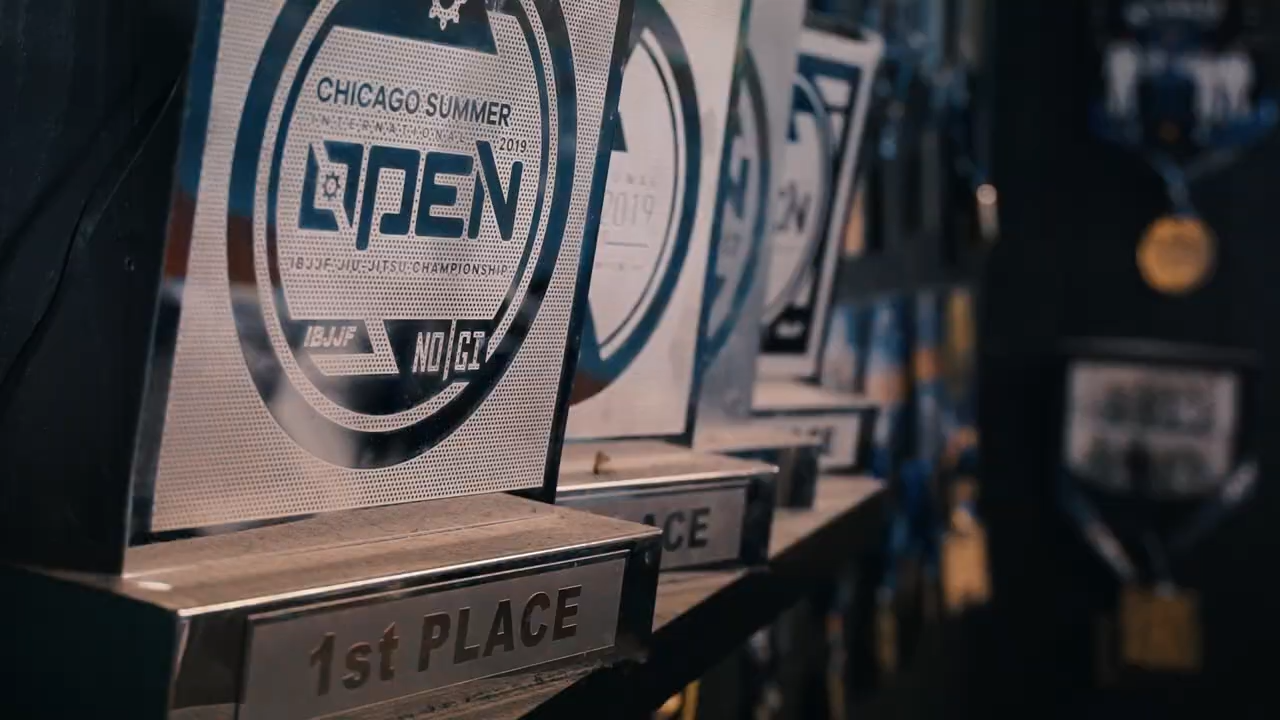 CHICAGO SUMMER
INTERNATIONAL
2019
OPEN
IBJJF JIU-JITSU CHAMPIONSHIP
IBJJF
NO|GI
1st PLACE
2019
ACE